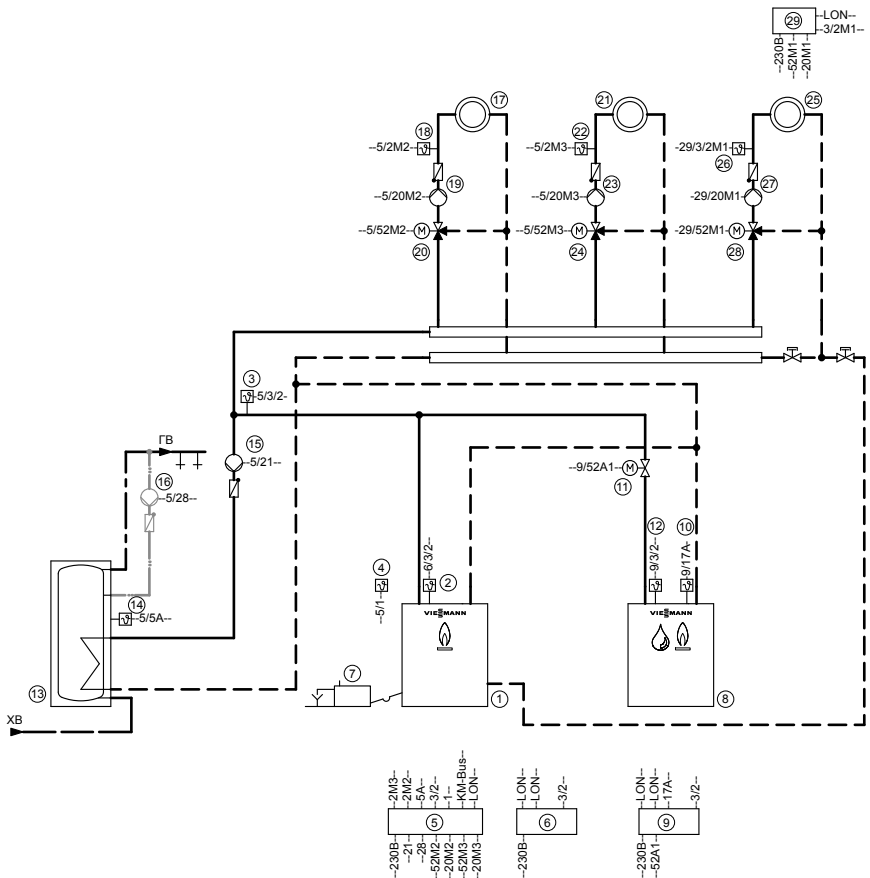 29
--LON--
--3/2M1--
--230В--
--52M1--
--20M1--
17
21
25
18
--5/2M2--
22
--5/2M3--
-29/3/2M1-
26
19
--5/20M2--
23
--5/20M3--
27
-29/20M1-
--5/52M2--
M
20
--5/52M3--
M
24
-29/52M1-
M
28
3
-5/3/2-
ГВ
15
--5/21--
16
--5/28--
--9/52A1--
M
11
4
--5/1--
--6/3/2--
2
12
--9/3/2--
10
--9/17A-
14
--5/5A--
VIESMANN
VIESMANN
7
13
1
8
ХВ
--2M3--
--2M2--
--5A--
--3/2--
--1--
--KM-Bus--
--LON--
5
--230В--
--21--
--28--
--52M2--
--20M2--
--52M3--
--20M3--
--LON--
--LON--
--3/2--
6
--230В--
--LON--
--LON--
--17A--
--3/2--
9
--230В--
--52A1--